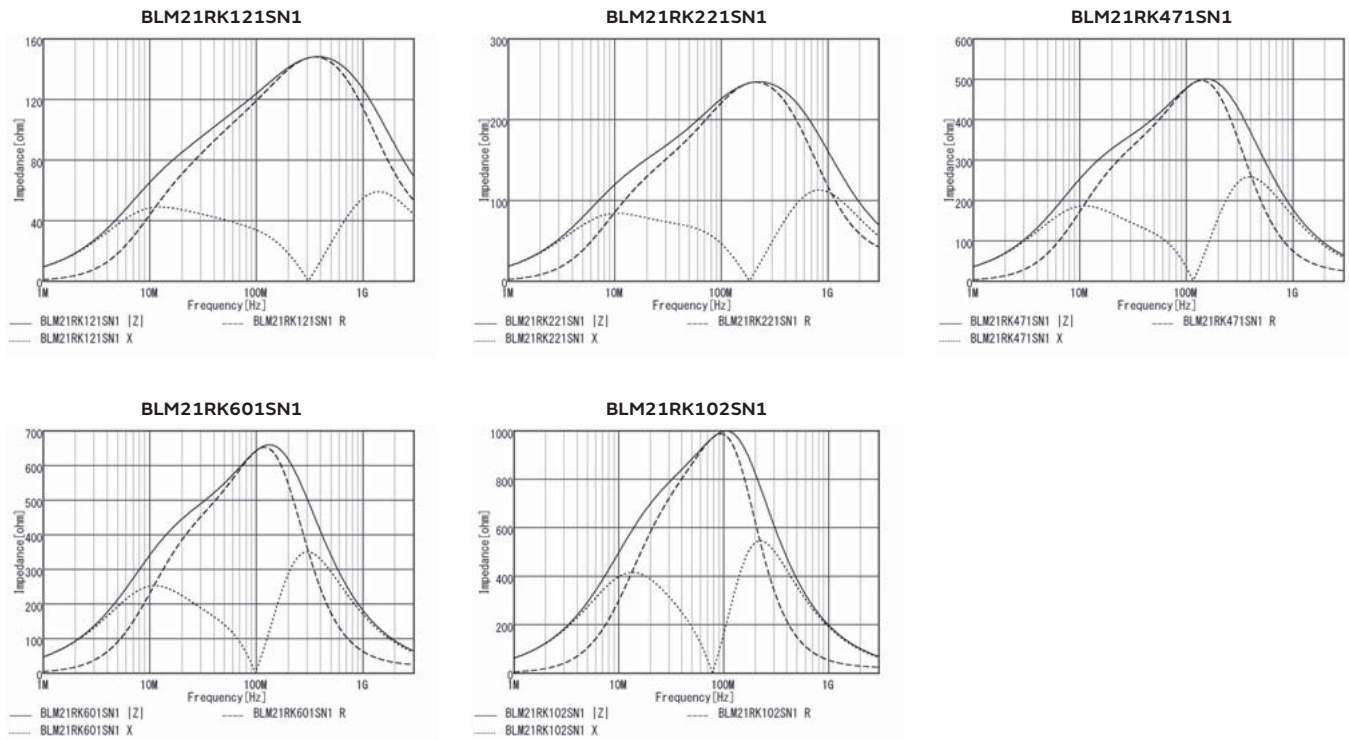 BLM21RK121SN1
160
120
80
40
0
Impedance[ohm]
1M 10M 100M 1G
Frequency[Hz]
BLM21RK121SN1 |Z| BLM21RK121SN1 R
BLM21RK121SN1 X
BLM21RK221SN1
300
200
100
0
Impedance[ohm]
1M 10M 100M 1G
Frequency[Hz]
BLM21RK221SN1 |Z| BLM21RK221SN1 R
BLM21RK221SN1 X
BLM21RK471SN1
600
500
400
300
200
100
0
Impedance[ohm]
1M 10M 100M 1G
Frequency[Hz]
BLM21RK471SN1 |Z| BLM21RK471SN1 R
BLM21RK471SN1 X
BLM21RK601SN1
700
600
500
400
300
200
100
0
Impedance[ohm]
1M 10M 100M 1G
Frequency[Hz]
BLM21RK601SN1 |Z| BLM21RK601SN1 R
BLM21RK601SN1 X
BLM21RK102SN1
1000
800
600
400
200
0
Impedance[ohm]
1M 10M 100M 1G
Frequency[Hz]
BLM21RK102SN1 |Z| BLM21RK102SN1 R
BLM21RK102SN1 X